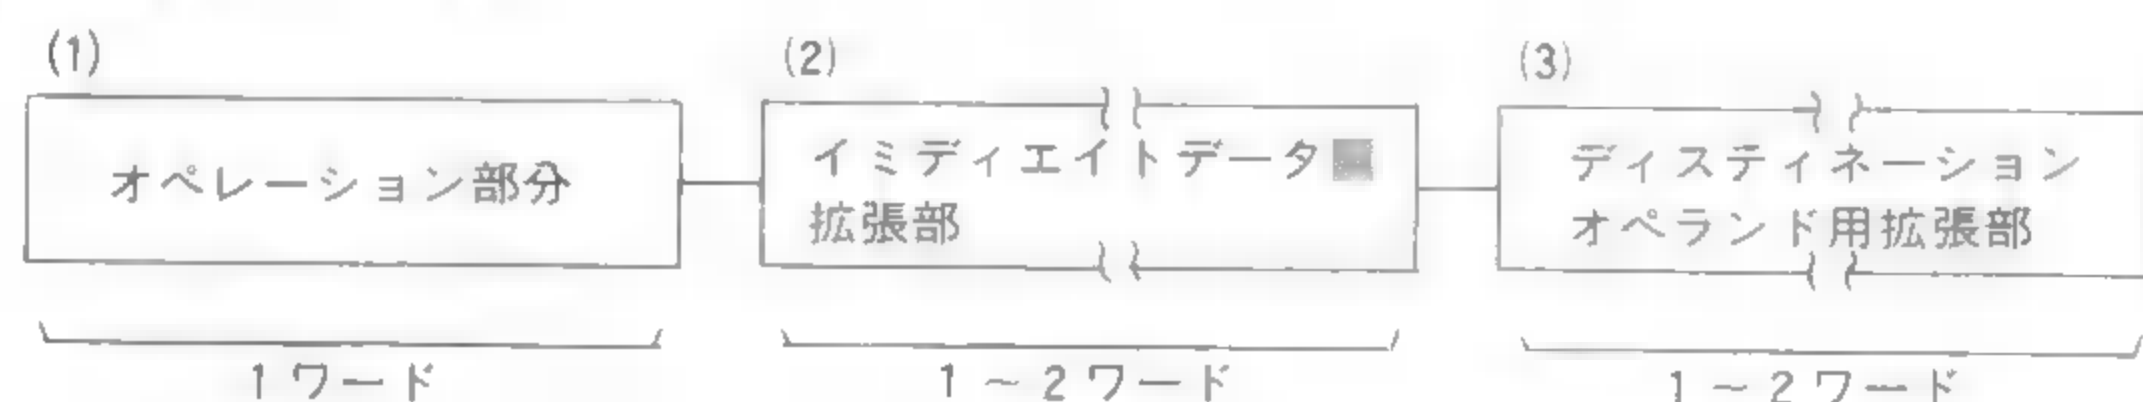 (1)
オペレーション部分
1ワード
(2)
イミディエイトデータ
拡張部
1～2ワード
(3)
ディスティネーション
オペランド用拡張部
1～2ワード